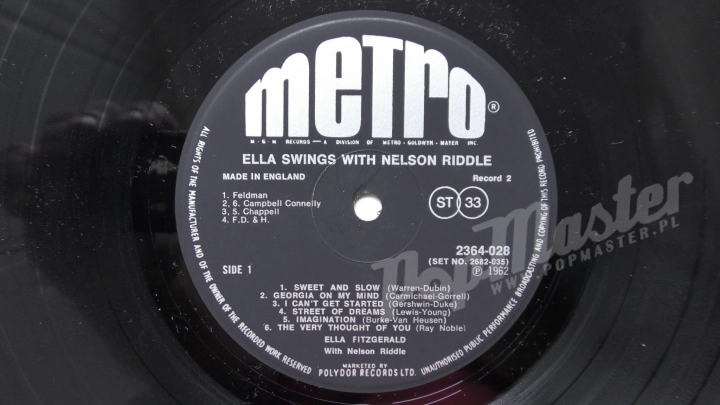 metro ®
M-G-M RECORDS — A DIVISION OF METRO-GOLDWYN-MAYER INC.
ELLA SWINGS WITH NELSON RIDDLE
MADE IN ENGLAND
Record 2
1. Feldman
2, 6. Campbell Connelly
3, 5. Chappell
4. F.D. & H.
ST 33
2364-028
(SET NO. 2682-035)
℗ 1962
SIDE 1
1. SWEET AND SLOW (Warren-Dubin)
2. GEORGIA ON MY MIND (Carmichael-Gorrell)
3. I CAN'T GET STARTED (Gershwin-Duke)
4. STREET OF DREAMS (Lewis-Young)
5. IMAGINATION (Burke-Van Heusen)
6. THE VERY THOUGHT OF YOU (Ray Noble)
ELLA FITZGERALD
With Nelson Riddle
MARKETED BY
POLYDOR RECORDS LTD.
ALL RIGHTS OF THE MANUFACTURER AND OF THE OWNER OF THE RECORDED WORK RESERVED
UNAUTHORISED PUBLIC PERFORMANCE BROADCASTING AND COPYING OF THIS RECORD PROHIBITED
PopMaster
WWW.POPMASTER.PL